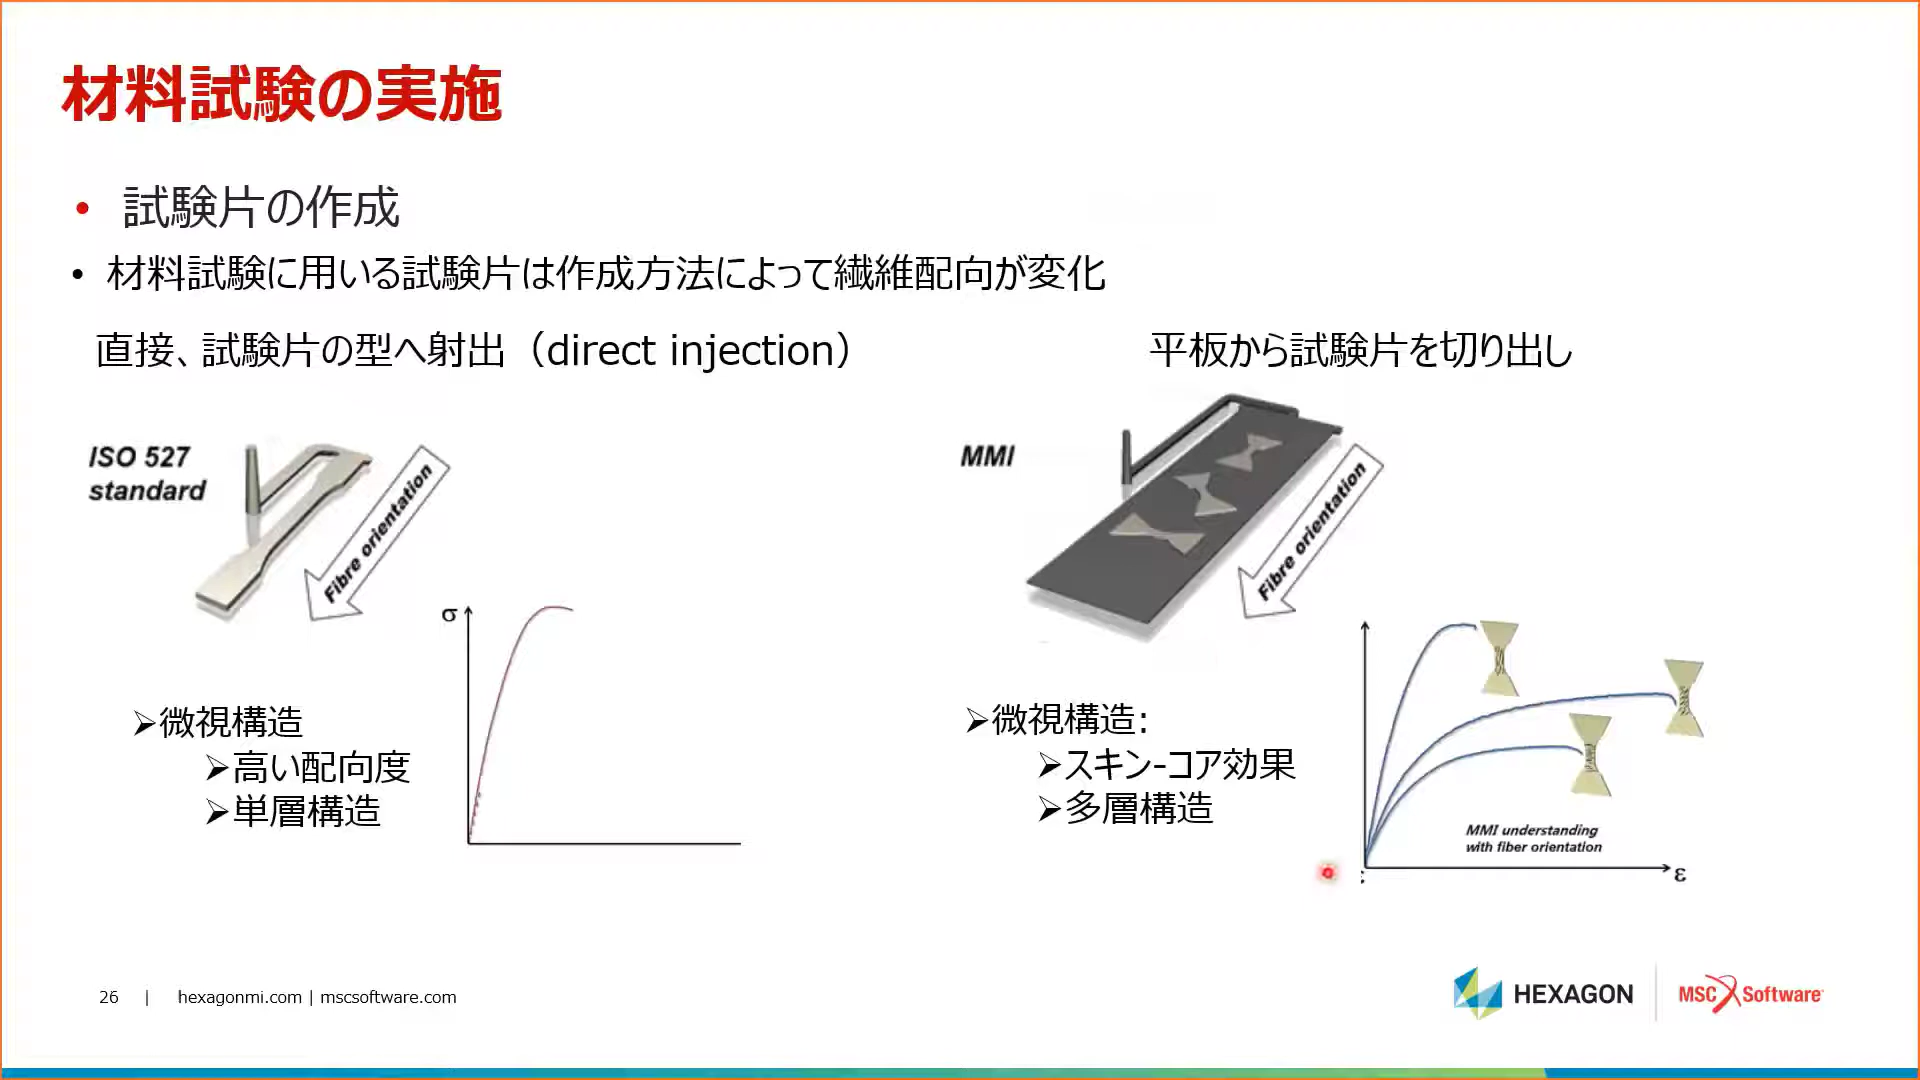 材料試験の実施
• 試験片の作成
• 材料試験に用いる試験片は作成方法によって繊維配向が変化
直接、試験片の型へ射出（direct injection）
ISO 527
standard
Fibre orientation
σ
➢微視構造
➢高い配向度
➢単層構造
平板から試験片を切り出し
MMI
Fibre orientation
➢微視構造:
➢スキン-コア効果
➢多層構造
MMI understanding
with fiber orientation
ε
26 | hexagonmi.com | mscsoftware.com
HEXAGON
MSC Software